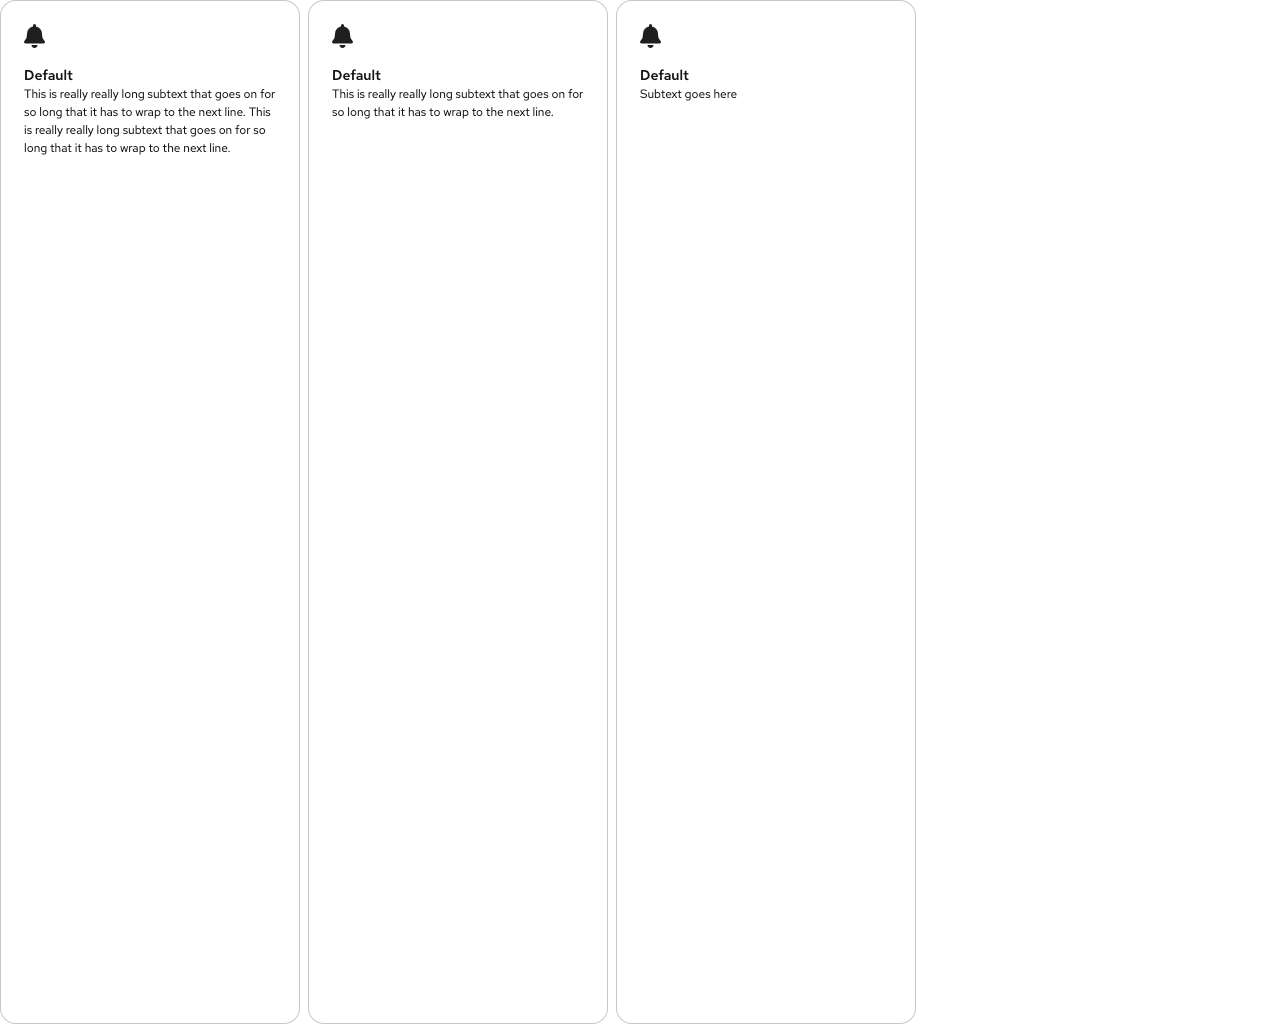 Default
This is really really long subtext that goes on for
so long that it has to wrap to the next line. This
is really really long subtext that goes on for so
long that it has to wrap to the next line.
Default
This is really really long subtext that goes on for
so long that it has to wrap to the next line.
Default
Subtext goes here